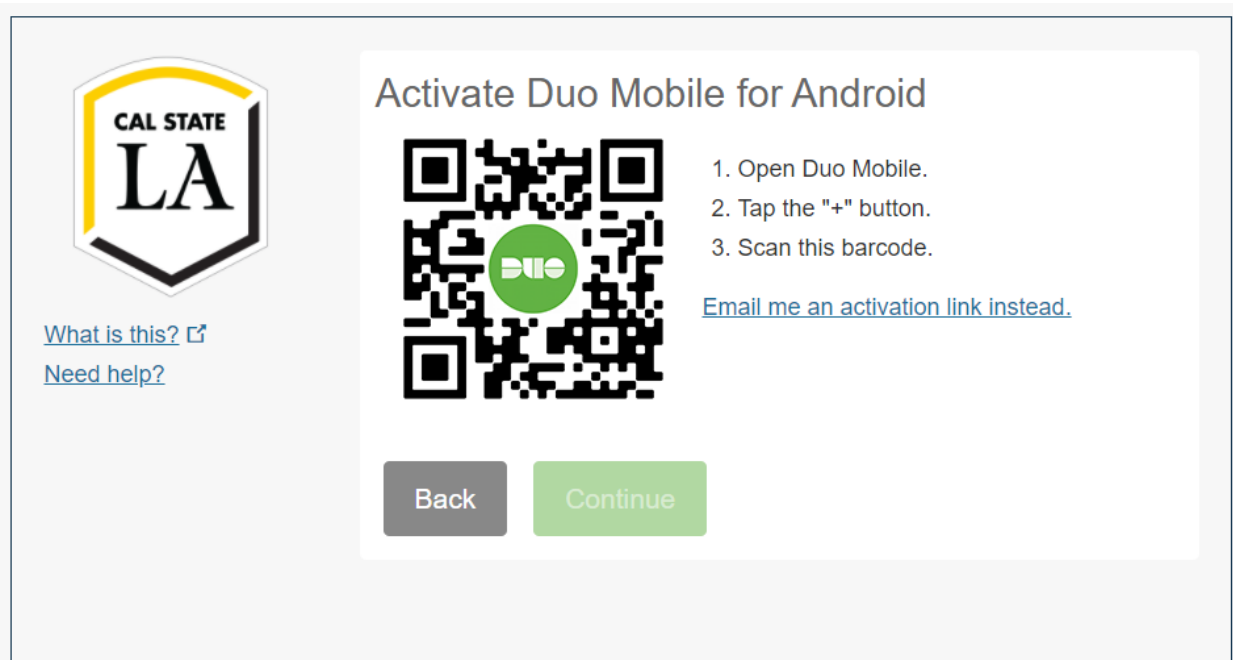 CAL STATE
LA
What is this?
Need help?
Activate Duo Mobile for Android
DUO
1. Open Duo Mobile.
2. Tap the "+" button.
3. Scan this barcode.
Email me an activation link instead.
Back
Continue